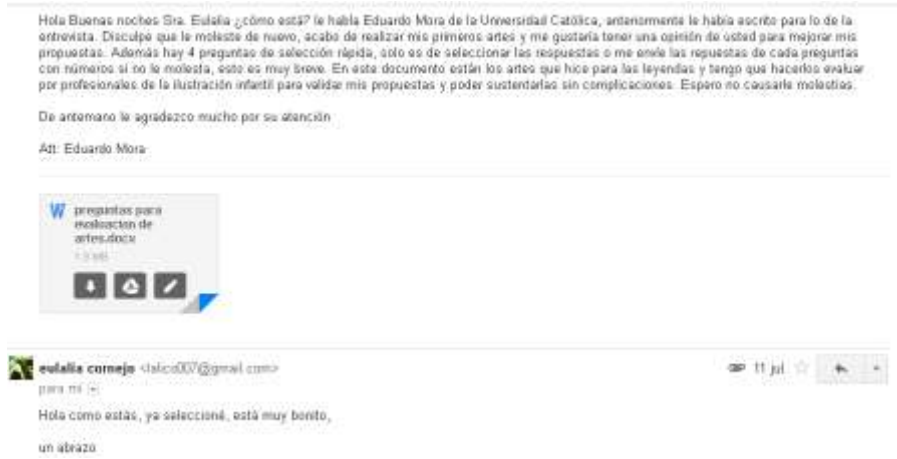 Hola Buenas noches Sra. Eulalia ¿cómo está? le habla Eduardo Mora de la Universidad Católica, anteriormente le había escrito para lo de la
entrevista. Disculpe que le moleste de nuevo, acabo de realizar mis primeros artes y me gustaría tener una opinión de usted para mejorar mis
propuestas. Además hay 4 preguntas de selección rápida, solo es de seleccionar las respuestas o me envíe las repuestas de cada preguntas
con números si no le molesta, esto es muy breve. En este documento están los artes que hice para las leyendas y tengo que hacerlos evaluar
por profesionales de la ilustración infantil para validar mis propuestas y poder sustentarlas sin complicaciones. Espero no causarle molestias.
De antemano le agradezco mucho por su atención
Att: Eduardo Mora
W preguntas para
evaluacion de
artes.docx
eulalia cornejo <lalico007@gmail.com>
11 jul
para mí
Hola como estás, ya seleccioné, está muy bonito,
un abrazo